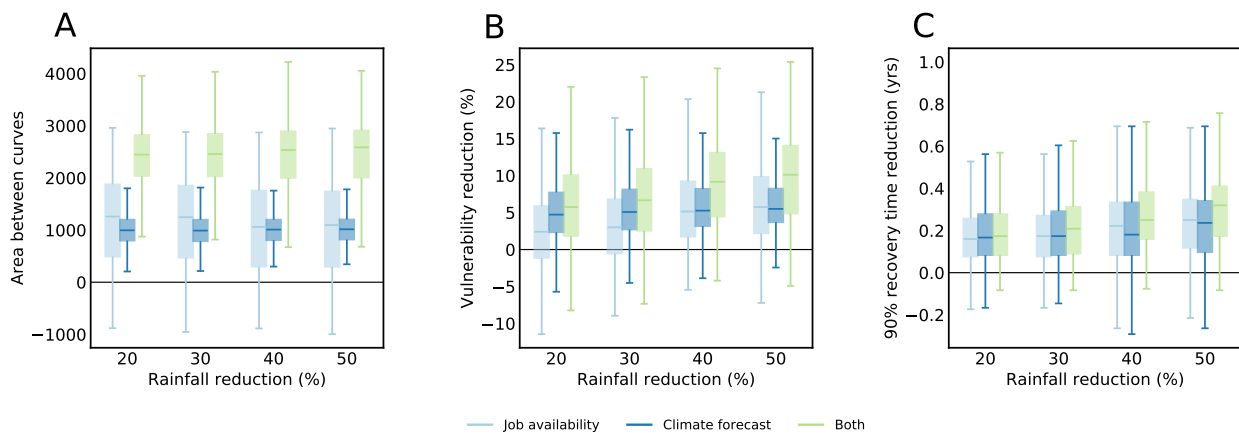 A
B
C
Area between curves
4000
3000
2000
1000
0
−1000
20 30 40 50
Rainfall reduction (%)
Vulnerability reduction (%)
25
20
15
10
5
0
−5
−10
20 30 40 50
Rainfall reduction (%)
90% recovery time reduction (yrs)
1.0
0.8
0.6
0.4
0.2
0.0
−0.2
20 30 40 50
Rainfall reduction (%)
Job availability Climate forecast Both